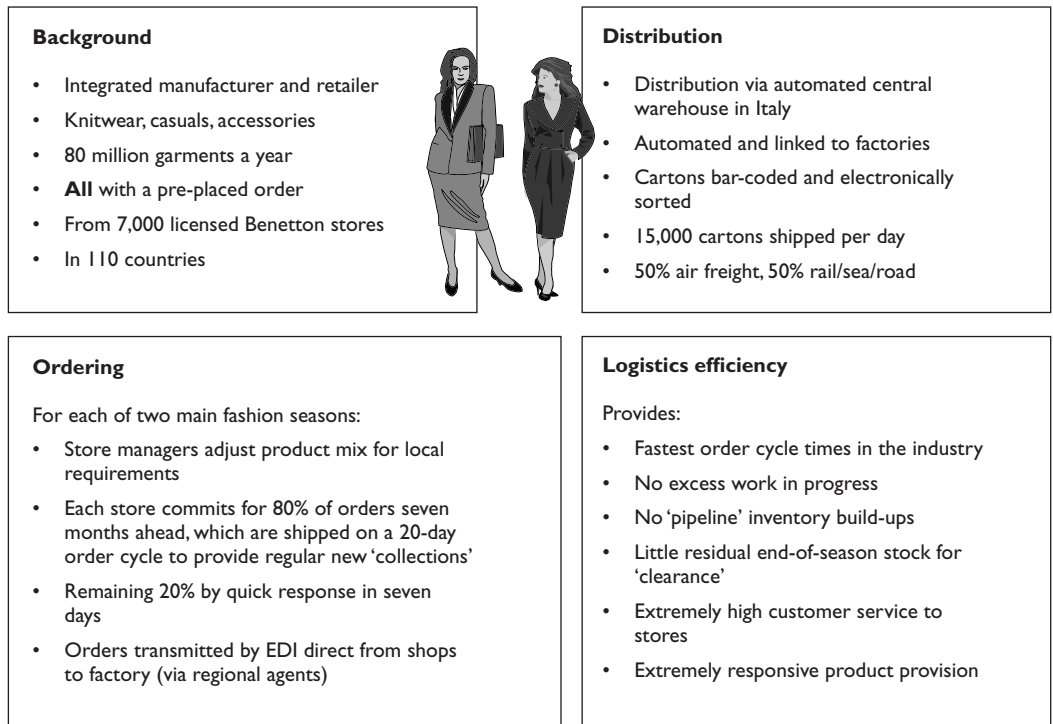 Background
• Integrated manufacturer and retailer
• Knitwear, casuals, accessories
• 80 million garments a year
• All with a pre-placed order
• From 7,000 licensed Benetton stores
• In 110 countries
Distribution
• Distribution via automated central
warehouse in Italy
• Automated and linked to factories
• Cartons bar-coded and electronically
sorted
• 15,000 cartons shipped per day
• 50% air freight, 50% rail/sea/road
Ordering
For each of two main fashion seasons:
• Store managers adjust product mix for local
requirements
• Each store commits for 80% of orders seven
months ahead, which are shipped on a 20-day
order cycle to provide regular new ‘collections’
• Remaining 20% by quick response in seven
days
• Orders transmitted by EDI direct from shops
to factory (via regional agents)
Logistics efficiency
Provides:
• Fastest order cycle times in the industry
• No excess work in progress
• No ‘pipeline’ inventory build-ups
• Little residual end-of-season stock for
‘clearance’
• Extremely high customer service to
stores
• Extremely responsive product provision